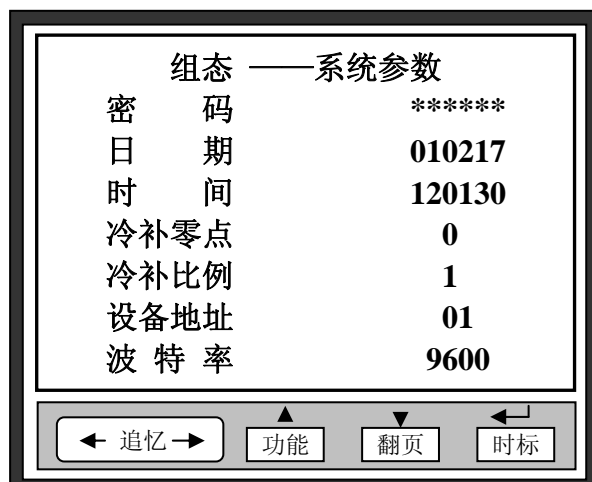 组态 ——系统参数
密 码 ******
日 期 010217
时 间 120130
冷补零点 0
冷补比例 1
设备地址 01
波 特 率 9600
追忆 功能 翻页 时标